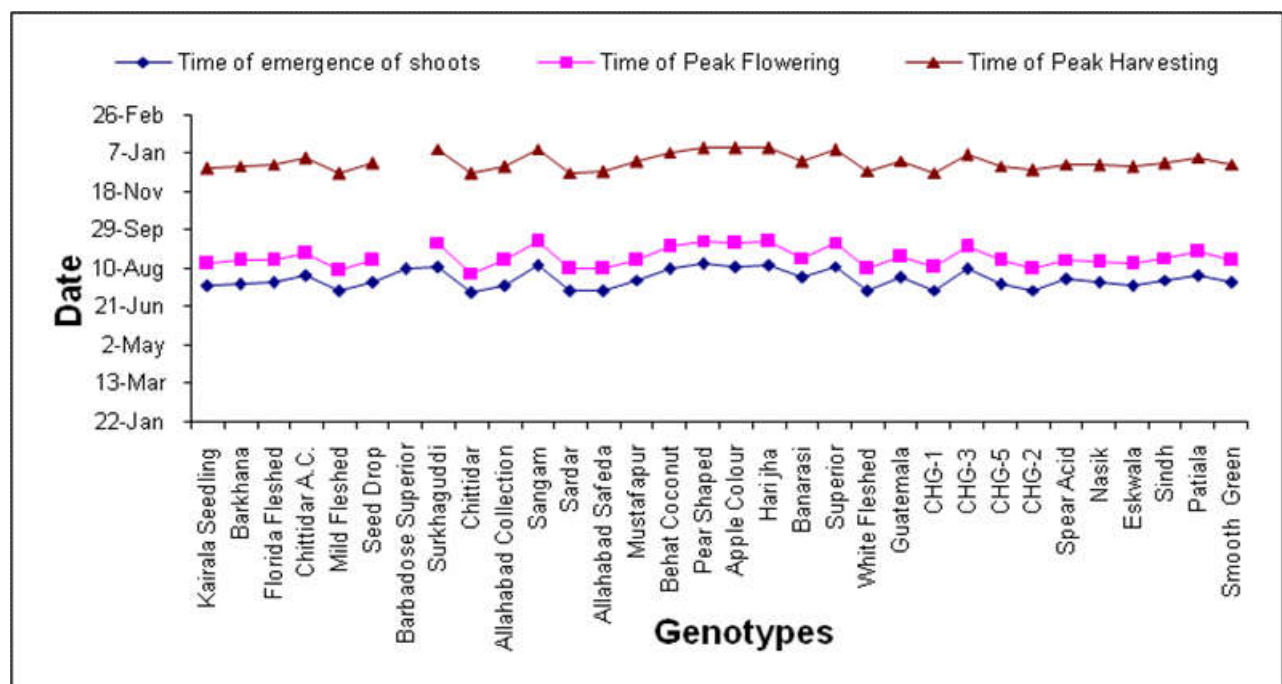 Time of emergence of shoots
Time of Peak Flowering
Time of Peak Harvesting
26-Feb
7-Jan
18-Nov
29-Sep
10-Aug
21-Jun
2-May
13-Mar
22-Jan
Date
Kairala Seedling
Barkhana
Florida Fleshed
Chittidar A.C.
Mild Fleshed
Seed Drop
Barbadose Superior
Surkhaguddi
Chittidar
Allahabad Collection
Sangam
Sardar
Allahabad Safeda
Mustafapur
Behat Coconut
Pear Shaped
Apple Colour
Hari jha
Banarasi
Superior
White Fleshed
Guatemala
CHG-1
CHG-3
CHG-5
CHG-2
Spear Acid
Nasik
Eskwala
Sindh
Patiala
Smooth Green
Genotypes